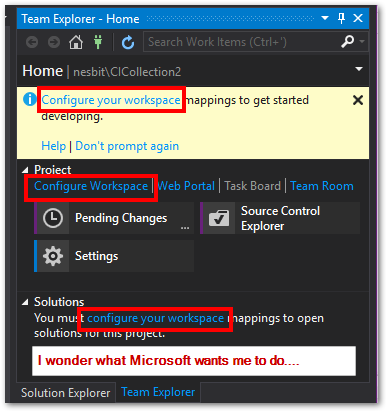 Team Explorer - Home
Search Work Items (Ctrl+')
Home | nesbit\CICollection2
Configure your workspace mappings to get started
developing.
Help | Don't prompt again
Project
Configure Workspace | Web Portal | Task Board | Team Room
Pending Changes ...
Source Control
Explorer
Settings
Solutions
You must configure your workspace mappings to open
solutions for this project.
I wonder what Microsoft wants me to do....
Solution Explorer Team Explorer